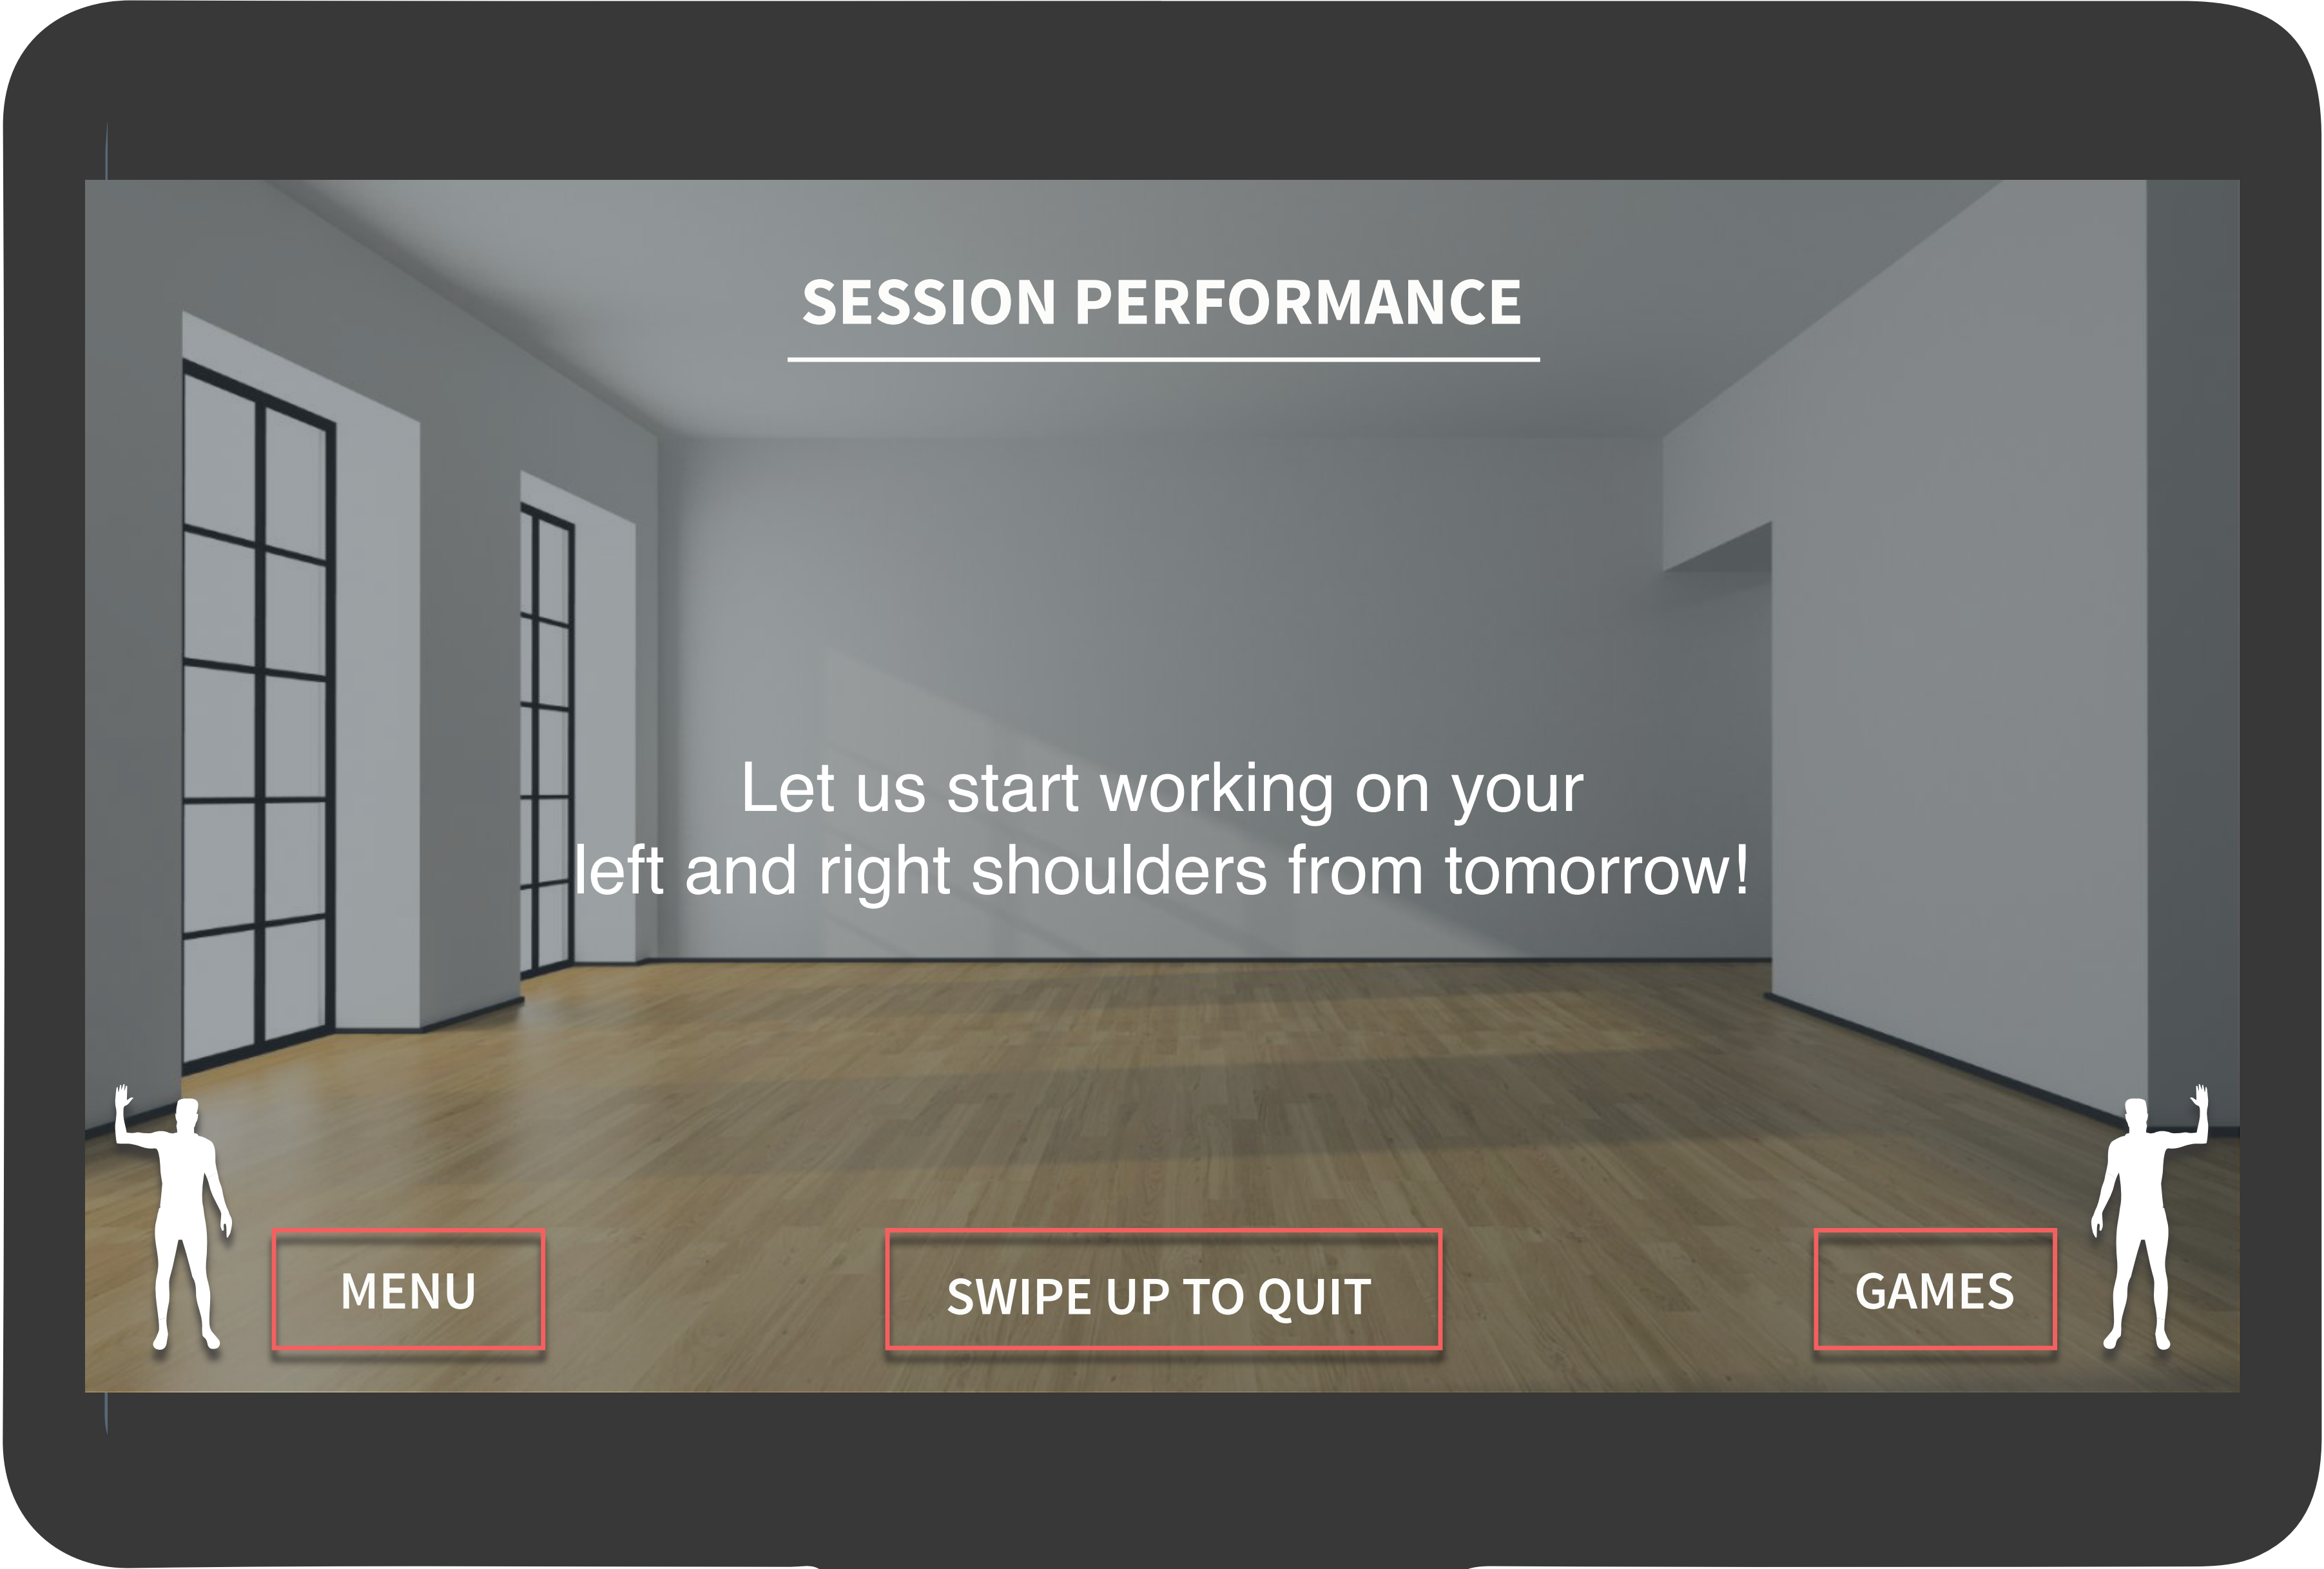 SESSION PERFORMANCE
Let us start working on your
left and right shoulders from tomorrow!
MENU
SWIPE UP TO QUIT
GAMES